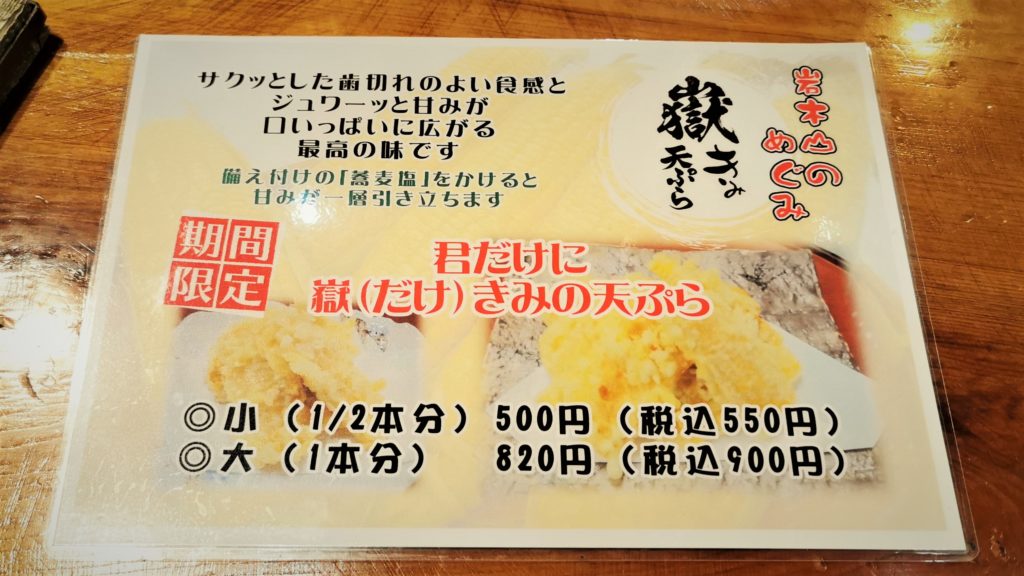 岩木山の
めぐみ
嶽きみ
天ぷら
サクッとした歯切れのよい食感と
ジュワーッと甘みが
口いっぱいに広がる
最高の味です
備え付けの「蕎麦塩」をかけると
甘みが一層引き立ちます
期間
限定
君だけに
嶽(だけ)きみの天ぷら
◎小(1/2本分) 500円(税込550円)
◎大(1本分) 820円(税込900円)